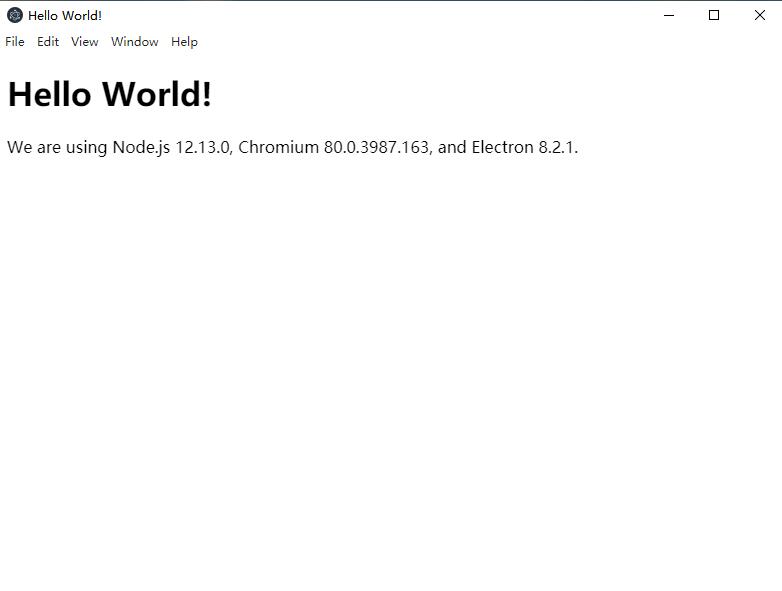 Hello World!
File Edit View Window Help
Hello World!
We are using Node.js 12.13.0, Chromium 80.0.3987.163, and Electron 8.2.1.